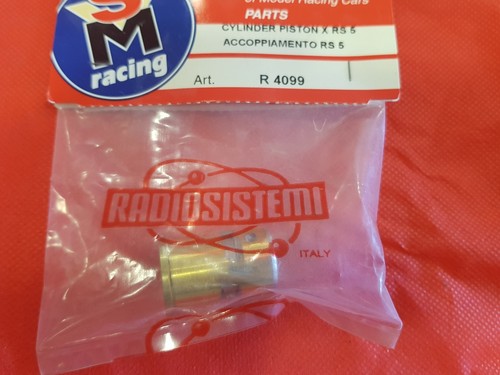 of Model Racing Cars
PARTS
CYLINDER PISTON X RS 5
ACCOPPIAMENTO RS 5
Art. R 4099
SM
racing
RADIOSISTEMI
ITALY